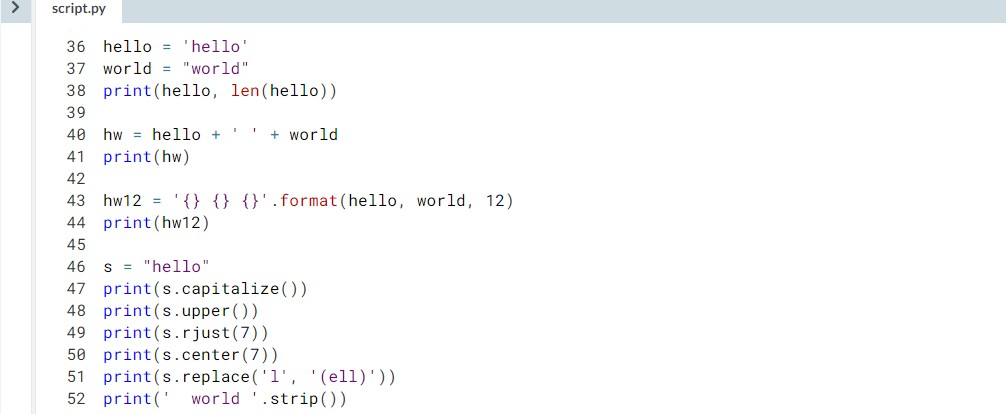 script.py
36 hello = 'hello'
37 world = "world"
38 print(hello, len(hello))
39
40 hw = hello + ' ' + world
41 print(hw)
42
43 hw12 = '{} {} {}'.format(hello, world, 12)
44 print(hw12)
45
46 s = "hello"
47 print(s.capitalize())
48 print(s.upper())
49 print(s.rjust(7))
50 print(s.center(7))
51 print(s.replace('l', '(ell)'))
52 print('  world '.strip())